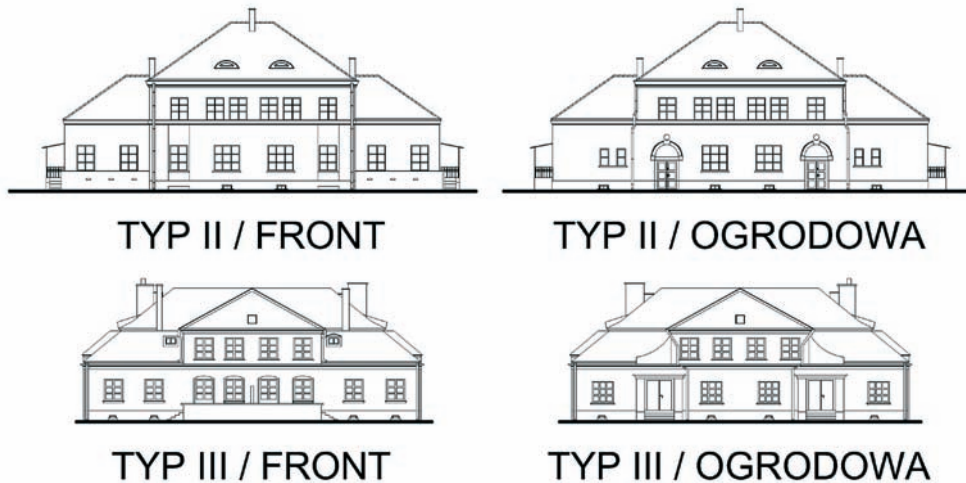 TYP II / FRONT
TYP II / OGRODOWA
TYP III / FRONT
TYP III / OGRODOWA